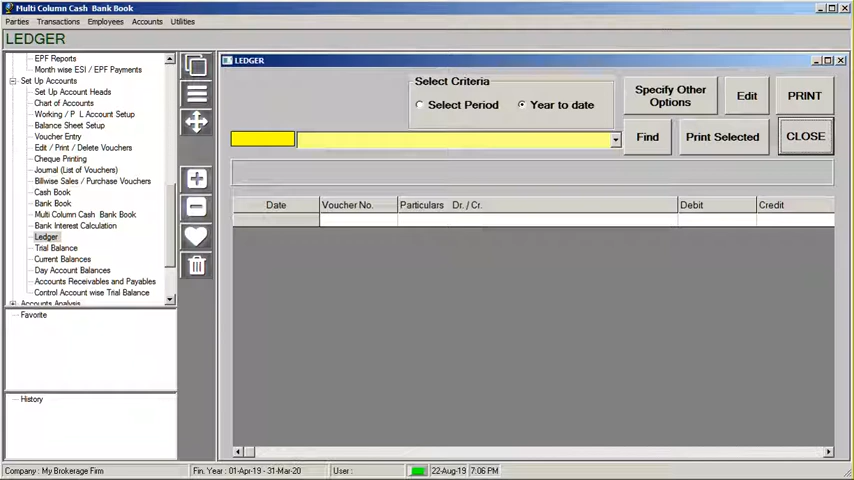 Multi Column Cash Bank Book
Parties Transactions Employees Accounts Utilities
LEDGER
EPF Reports
Month wise ESI / EPF Payments
Set Up Accounts
Set Up Account Heads
Chart of Accounts
Working / P L Account Setup
Balance Sheet Setup
Voucher Entry
Edit / Print / Delete Vouchers
Cheque Printing
Journal (List of Vouchers)
Billwise Sales / Purchase Vouchers
Cash Book
Bank Book
Multi Column Cash Bank Book
Bank Interest Calculation
Ledger
Trial Balance
Current Balances
Day Account Balances
Accounts Receivables and Payables
Control Account wise Trial Balance
Accounts Analysis
Favorite
History
LEDGER
Select Criteria
Select Period Year to date
Specify Other Options
Edit
PRINT
Find
Print Selected
CLOSE
Date Voucher No. Particulars Dr. / Cr. Debit Credit
Company : My Brokerage Firm Fin. Year : 01-Apr-19 - 31-Mar-20 User : 22-Aug-19 7:06 PM